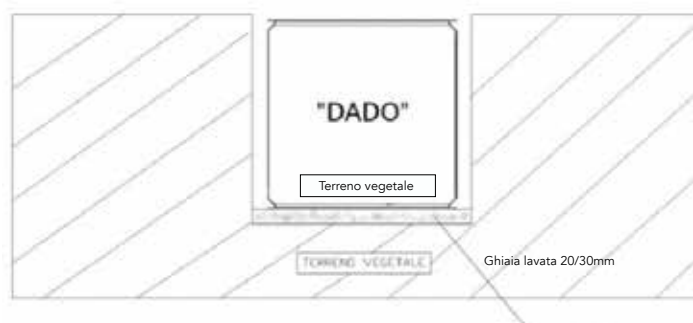 "DADO"
Terreno vegetale
Ghiaia lavata 20/30mm
TERRENO VEGETALE